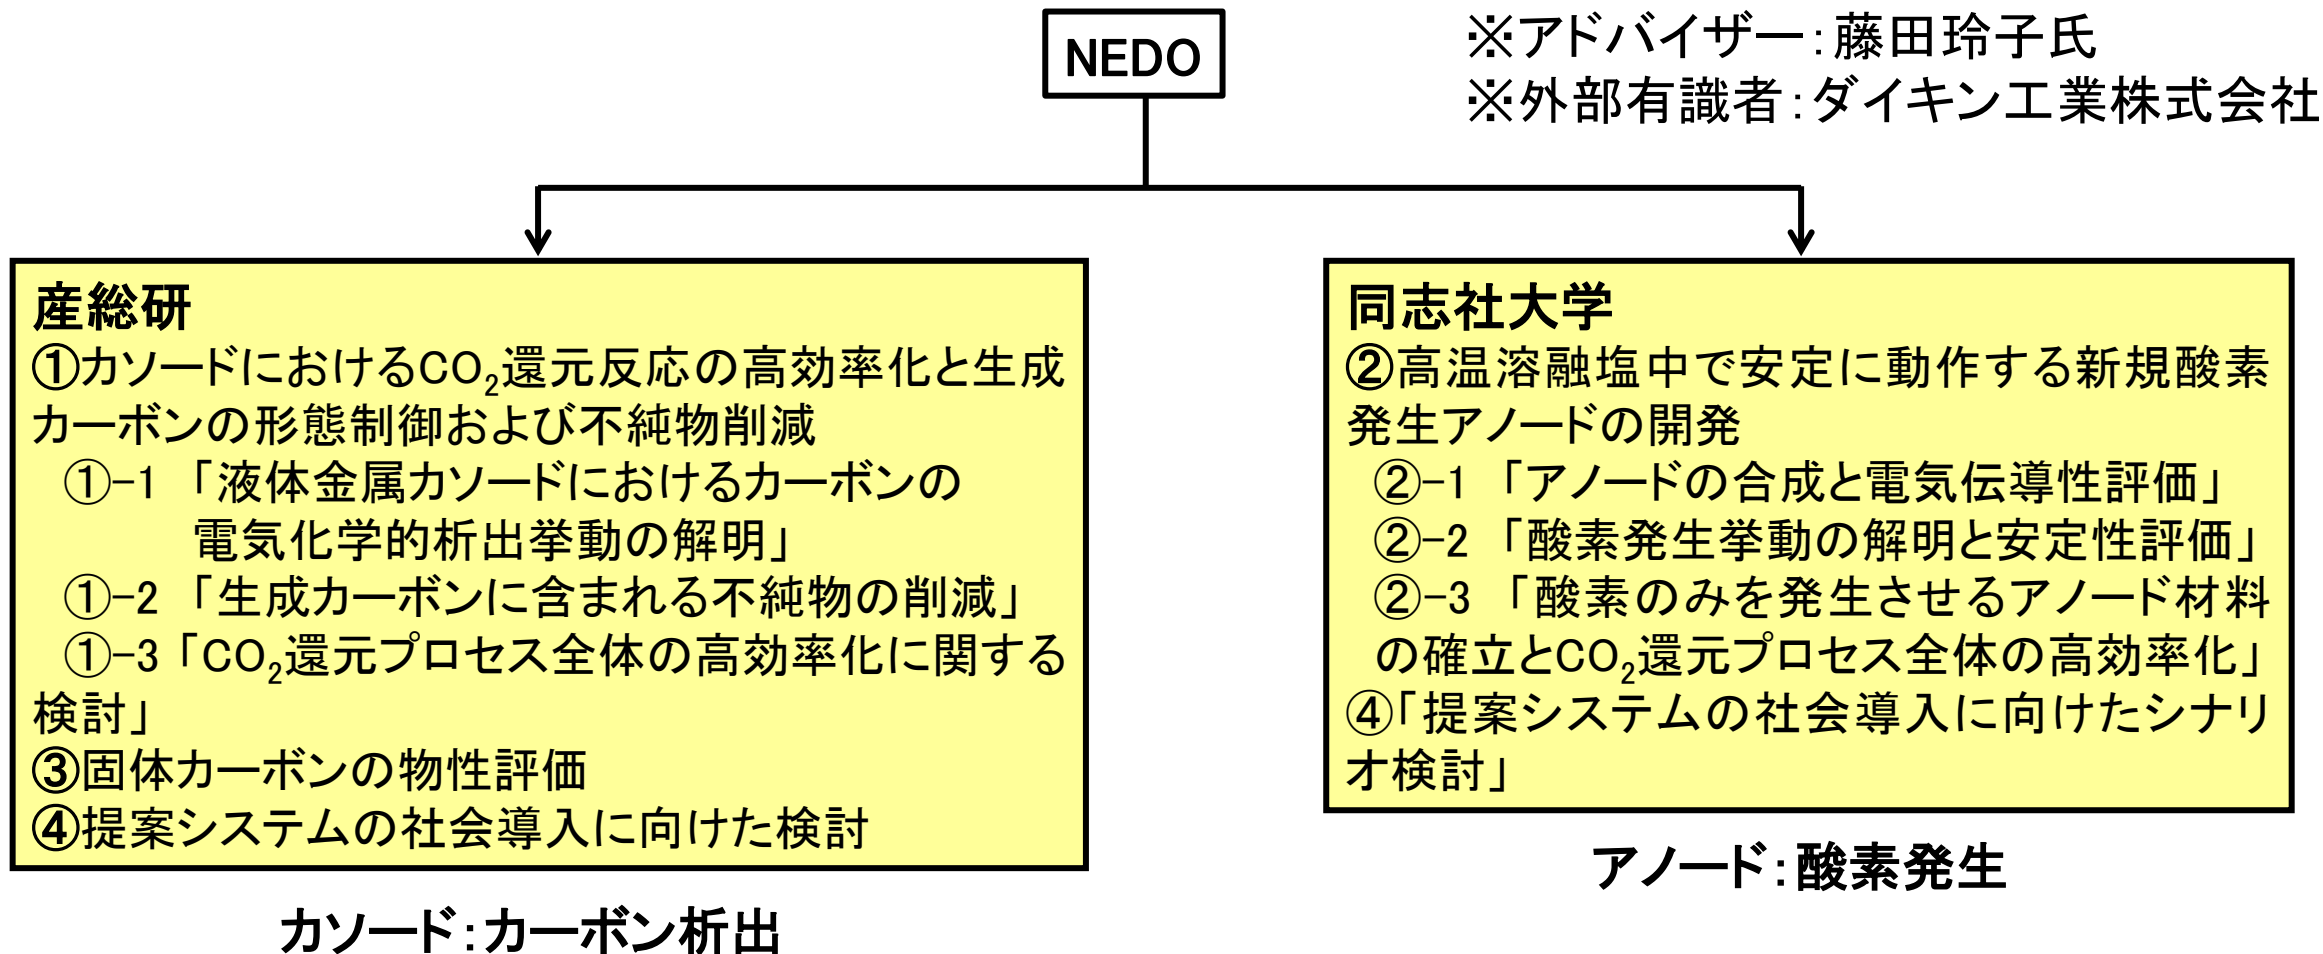 NEDO
※アドバイザー：藤田玲子氏
※外部有識者：ダイキン工業株式会社
産総研
①カソードにおけるCO₂還元反応の高効率化と生成
カーボンの形態制御および不純物削減
①-1 「液体金属カソードにおけるカーボンの
電気化学的析出挙動の解明」
①-2 「生成カーボンに含まれる不純物の削減」
①-3 「CO₂還元プロセス全体の高効率化に関する
検討」
③固体カーボンの物性評価
④提案システムの社会導入に向けた検討
カソード：カーボン析出
同志社大学
②高温溶融塩中で安定に動作する新規酸素
発生アノードの開発
②-1 「アノードの合成と電気伝導性評価」
②-2 「酸素発生挙動の解明と安定性評価」
②-3 「酸素のみを発生させるアノード材料
の確立とCO₂還元プロセス全体の高効率化」
④「提案システムの社会導入に向けたシナリ
オ検討」
アノード：酸素発生